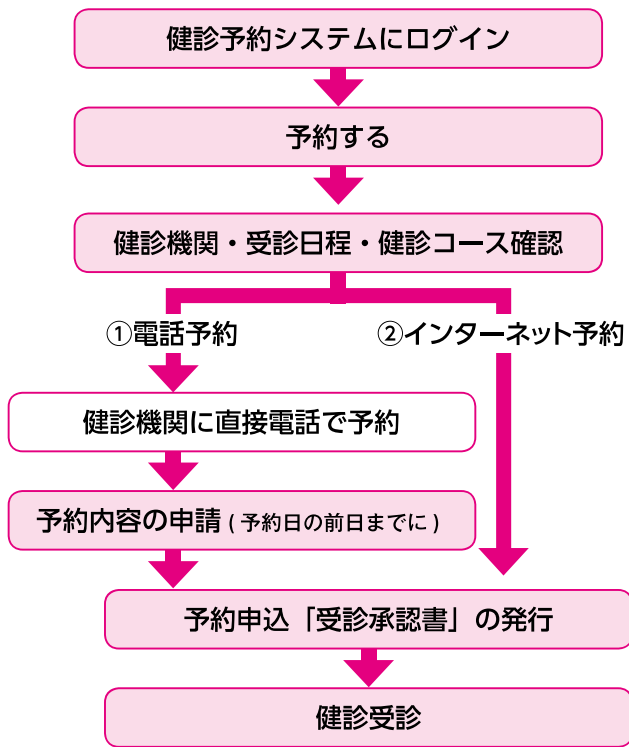 健診予約システムにログイン
予約する
健診機関・受診日程・健診コース確認
①電話予約
②インターネット予約
健診機関に直接電話で予約
予約内容の申請 ( 予約日の前日までに )
予約申込「受診承認書」の発行
健診受診